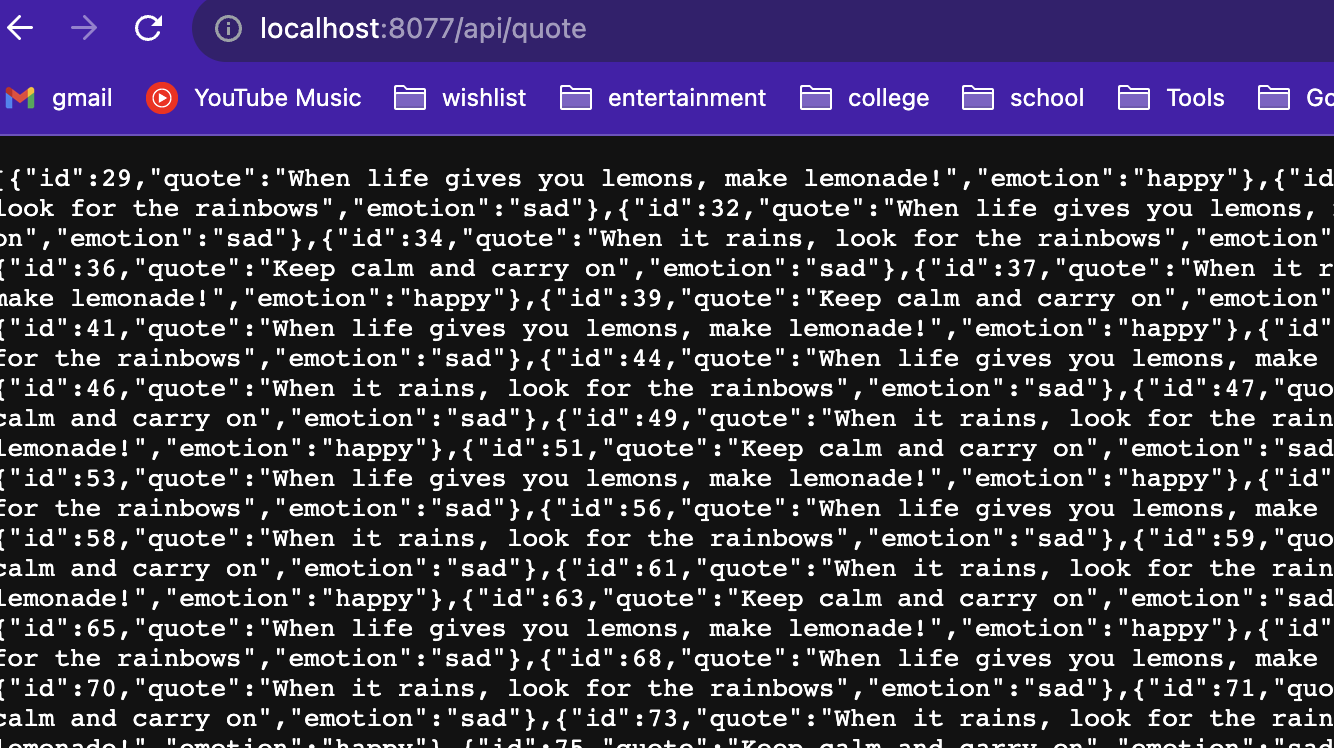 localhost:8077/api/quote
gmail YouTube Music wishlist entertainment college school Tools Go
[{"id":29,"quote":"When life gives you lemons, make lemonade!","emotion":"happy"},{"id
look for the rainbows","emotion":"sad"},{"id":32,"quote":"When life gives you lemons,
on","emotion":"sad"},{"id":34,"quote":"When it rains, look for the rainbows","emotion"
{"id":36,"quote":"Keep calm and carry on","emotion":"sad"},{"id":37,"quote":"When it r
make lemonade!","emotion":"happy"},{"id":39,"quote":"Keep calm and carry on","emotion"
{"id":41,"quote":"When life gives you lemons, make lemonade!","emotion":"happy"},{"id"
for the rainbows","emotion":"sad"},{"id":44,"quote":"When life gives you lemons, make
{"id":46,"quote":"When it rains, look for the rainbows","emotion":"sad"},{"id":47,"quo
calm and carry on","emotion":"sad"},{"id":49,"quote":"When it rains, look for the rain
lemonade!","emotion":"happy"},{"id":51,"quote":"Keep calm and carry on","emotion":"sad
{"id":53,"quote":"When life gives you lemons, make lemonade!","emotion":"happy"},{"id"
for the rainbows","emotion":"sad"},{"id":56,"quote":"When life gives you lemons, make
{"id":58,"quote":"When it rains, look for the rainbows","emotion":"sad"},{"id":59,"quo
calm and carry on","emotion":"sad"},{"id":61,"quote":"When it rains, look for the rain
lemonade!","emotion":"happy"},{"id":63,"quote":"Keep calm and carry on","emotion":"sad
{"id":65,"quote":"When life gives you lemons, make lemonade!","emotion":"happy"},{"id"
for the rainbows","emotion":"sad"},{"id":68,"quote":"When life gives you lemons, make
{"id":70,"quote":"When it rains, look for the rainbows","emotion":"sad"},{"id":71,"quo
calm and carry on","emotion":"sad"},{"id":73,"quote":"When it rains, look for the rain
lemonade!","emotion":"happy"},{"id":75,"quote":"Keep calm and carry on","emotion":"sad